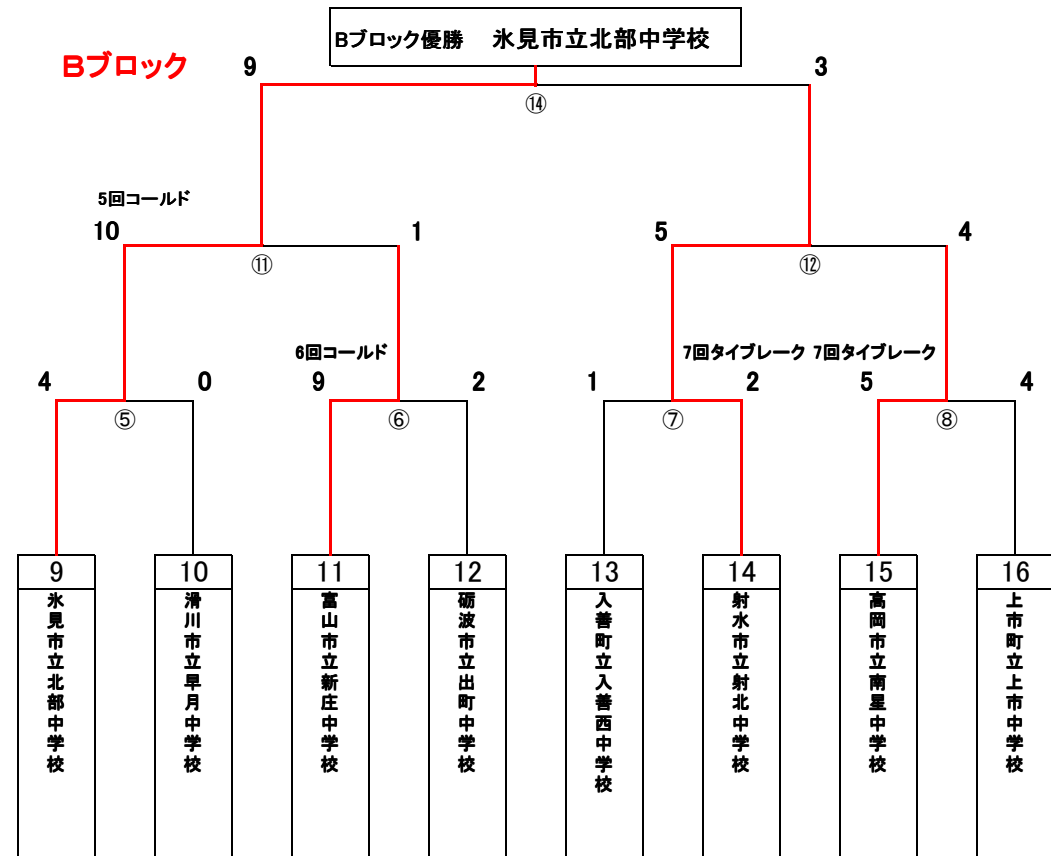 Bブロック優勝 氷見市立北部中学校
Bブロック
9
3
⑭
5回コールド
10
1
5
4
⑪
⑫
6回コールド
7回タイブレーク 7回タイブレーク
4
0
9
2
1
2
5
4
⑤
⑥
⑦
⑧
9
10
11
12
13
14
15
16
氷見市立北部中学校
滑川市立早月中学校
富山市立新庄中学校
砺波市立出町中学校
入善町立入善西中学校
射水市立射北中学校
高岡市立南星中学校
上市町立上市中学校